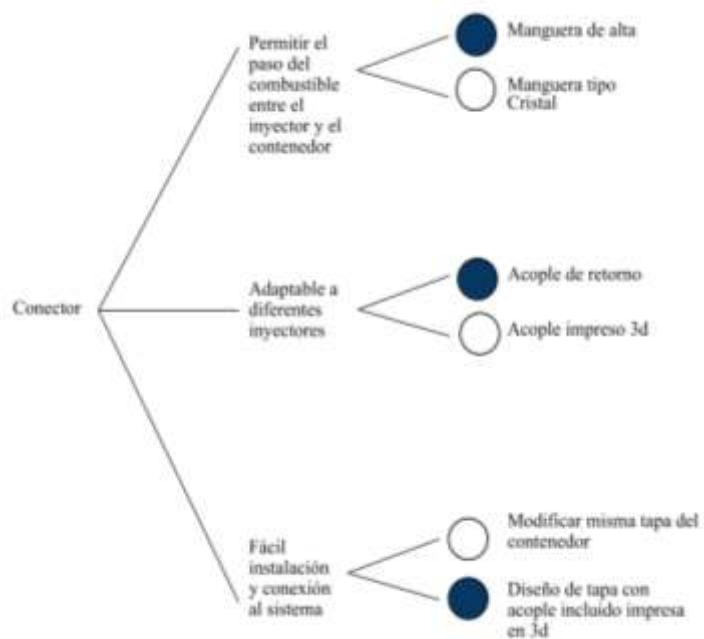 Conector
Permitir el
paso del
combustible
entre el
inyector y el
contenedor
Manguera de alta
Manguera tipo
Cristal
Adaptable a
diferentes
inyectores
Acople de retorno
Acople impreso 3d
Fácil
instalación
y conexión
al sistema
Modificar misma tapa del
contenedor
Diseño de tapa con
acople incluído impresa
en 3d